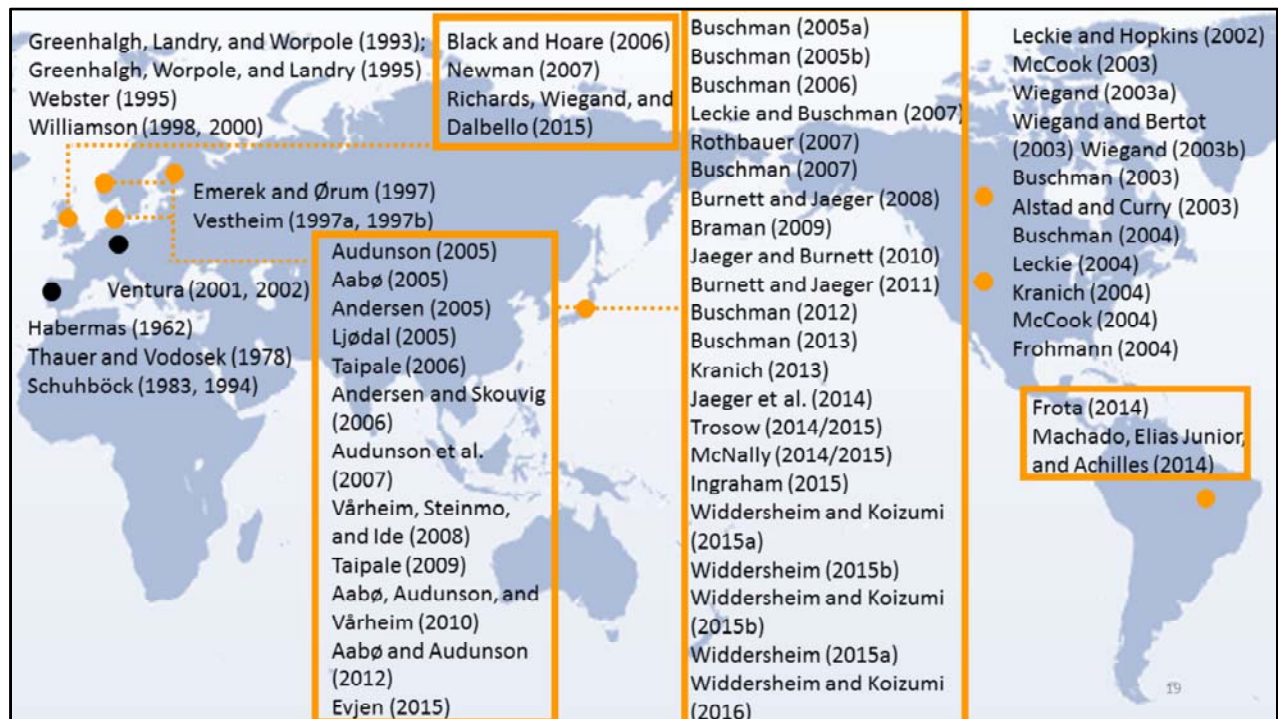 Greenhalgh, Landry, and Worpole (1993);
Greenhalgh, Worpole, and Landry (1995)
Webster (1995)
Williamson (1998, 2000)
Black and Hoare (2006)
Newman (2007)
Richards, Wiegand, and
Dalbello (2015)
Emerek and Ørum (1997)
Vestheim (1997a, 1997b)
Ventura (2001, 2002)
Habermas (1962)
Thauer and Vodosek (1978)
Schuhböck (1983, 1994)
Audunson (2005)
Aabø (2005)
Andersen (2005)
Ljødal (2005)
Taipale (2006)
Andersen and Skouvig
(2006)
Audunson et al.
(2007)
Vårheim, Steinmo,
and Ide (2008)
Taipale (2009)
Aabø, Audunson, and
Vårheim (2010)
Aabø and Audunson
(2012)
Evjen (2015)
Buschman (2005a)
Buschman (2005b)
Buschman (2006)
Leckie and Buschman (2007)
Rothbauer (2007)
Buschman (2007)
Burnett and Jaeger (2008)
Braman (2009)
Jaeger and Burnett (2010)
Burnett and Jaeger (2011)
Buschman (2012)
Buschman (2013)
Kranich (2013)
Jaeger et al. (2014)
Trosow (2014/2015)
McNally (2014/2015)
Ingraham (2015)
Widdersheim and Koizumi
(2015a)
Widdersheim (2015b)
Widdersheim and Koizumi
(2015b)
Widdersheim (2015a)
Widdersheim and Koizumi
(2016)
Leckie and Hopkins (2002)
McCook (2003)
Wiegand (2003a)
Wiegand and Bertot
(2003) Wiegand (2003b)
Buschman (2003)
Alstad and Curry (2003)
Buschman (2004)
Leckie (2004)
Kranich (2004)
McCook (2004)
Frohmann (2004)
Frota (2014)
Machado, Elias Junior,
and Achilles (2014)
19